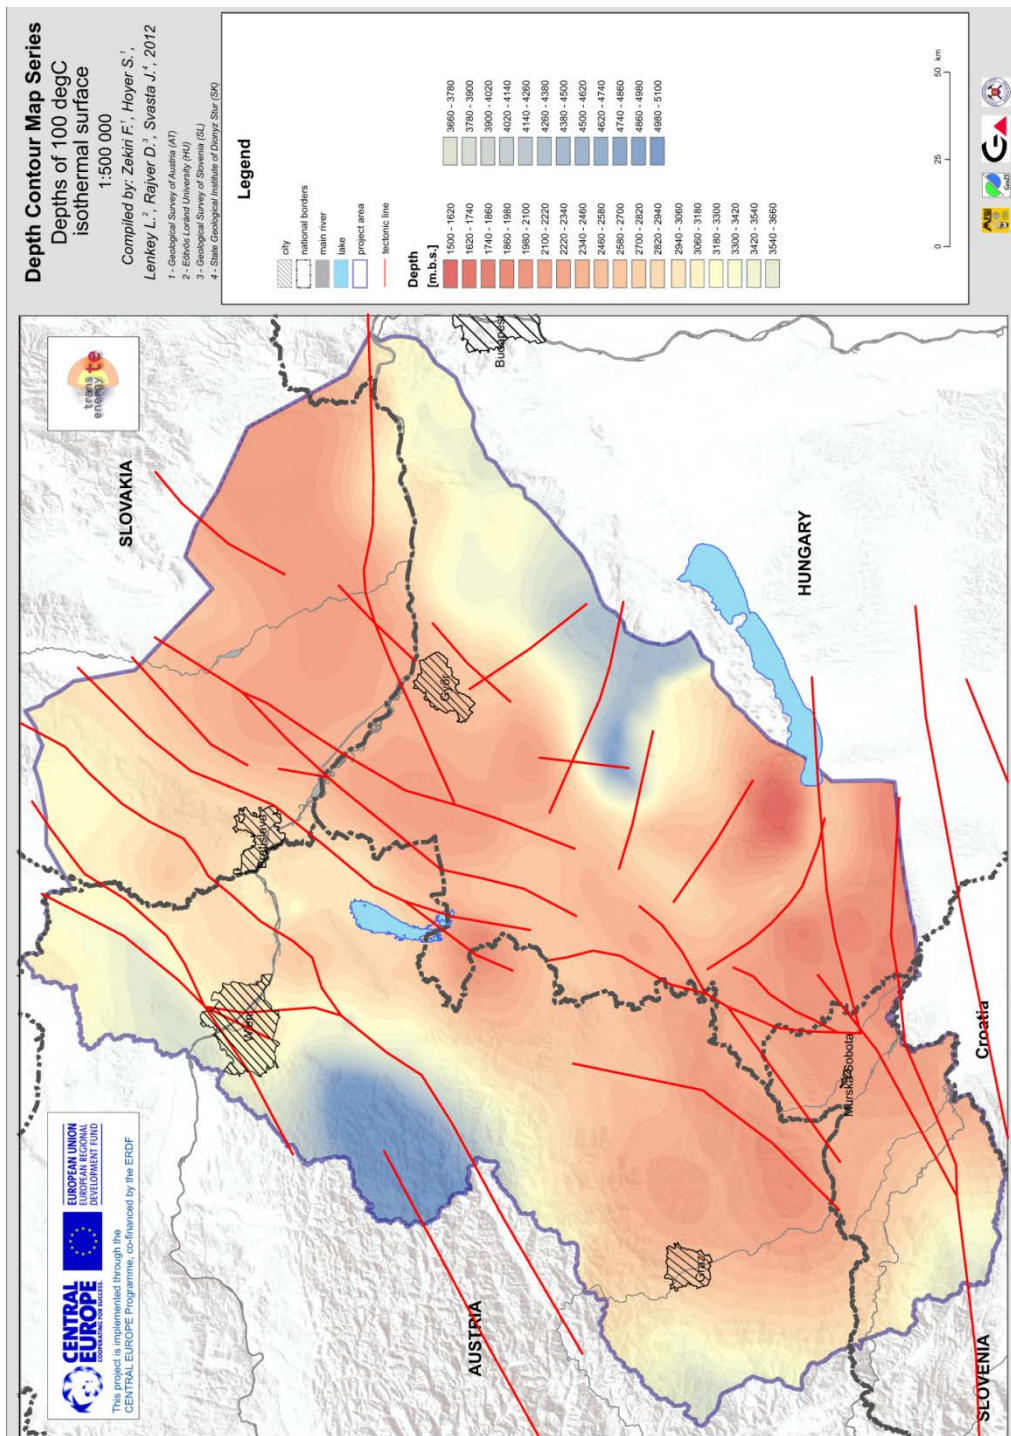 Depth Contour Map Series
Depths of 100 degC
isothermal surface
1:500 000
Compiled by: Zekiri F.¹, Hoyer S.¹,
Lenkey L.², Rajver D.³, Svasta J.⁴, 2012
1 - Geological Survey of Austria (AT)
2 - Eötvös Loránd University (HU)
3 - Geological Survey of Slovenia (SL)
4 - State Geological Institute of Dionyz Stur (SK)
Legend
city
national borders
main river
lake
project area
tectonic line
Depth
[m.b.s.]
1500 - 1620
1620 - 1740
1740 - 1860
1860 - 1980
1980 - 2100
2100 - 2220
2220 - 2340
2340 - 2460
2460 - 2580
2580 - 2700
2700 - 2820
2820 - 2940
2940 - 3060
3060 - 3180
3180 - 3300
3300 - 3420
3420 - 3540
3540 - 3660
3660 - 3780
3780 - 3900
3900 - 4020
4020 - 4140
4140 - 4260
4260 - 4380
4380 - 4500
4500 - 4620
4620 - 4740
4740 - 4860
4860 - 4980
4980 - 5100
0
25
50
km
trans
energy
te
SLOVAKIA
Budapest
HUNGARY
Győr
Bratislava
Wien
Murska Sobota
Croatia
Graz
AUSTRIA
SLOVENIA
CENTRAL
EUROPE
COOPERATING FOR SUCCESS.
EUROPEAN UNION
EUROPEAN REGIONAL
DEVELOPMENT FUND
This project is implemented through the
CENTRAL EUROPE Programme, co-financed by the ERDF